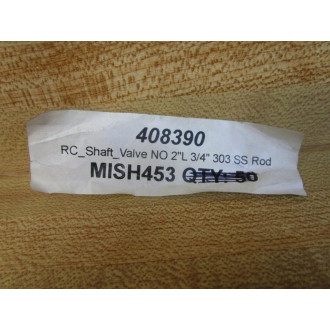 408390
RC_Shaft_Valve NO 2"L 3/4" 303 SS Rod
MISH453 QTY: 50